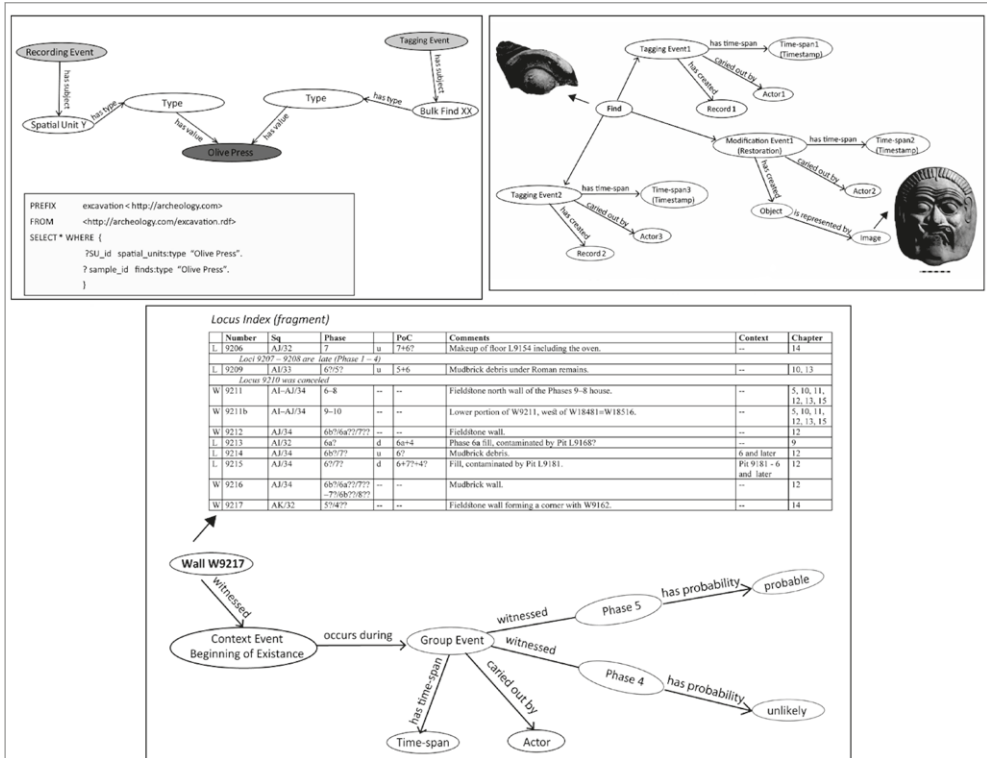 Recording Event
has subject
Spatial Unit Y
has type
Type
has value
Olive Press
Tagging Event
has subject
Bulk Find XX
has type
Type
has value
PREFIX excavation < http://archeology.com>
FROM <http://archeology.com/excavation.rdf>
SELECT * WHERE {
?SU_id spatial_units:type “Olive Press”.
? sample_id finds:type “Olive Press”.
}
Find
Tagging Event1
has time-span
Time-span1
(Timestamp)
caried out by
Actor1
has created
Record 1
Modification Event1
(Restoration)
has time-span
Time-span2
(Timestamp)
caried out by
Actor2
has created
Object
is represented by
Image
Tagging Event2
has time-span
Time-span3
(Timestamp)
caried out by
Actor3
has created
Record 2
Locus Index (fragment)
Number Sq Phase PoC Comments Context Chapter
L 9206 AJ/32 7 u 7+6? Makeup of floor L9154 including the oven. -- 14
Loci 9207 – 9208 are late (Phase 1 – 4)
L 9209 AI/33 6?/5? u 5+6 Mudbrick debris under Roman remains. -- 10, 13
Locus 9210 was canceled
W 9211 AI–AJ/34 6–8 -- -- Fieldstone north wall of the Phases 9–8 house. -- 5, 10, 11,
12, 13, 15
W 9211b AI–AJ/34 9–10 -- -- Lower portion of W9211, west of W18481=W18516. -- 5, 10, 11,
12, 13, 15
W 9212 AJ/34 6b?/6a??/7?? -- -- Fieldstone wall. -- 12
L 9213 AI/32 6a? d 6a+4 Phase 6a fill, contaminated by Pit L9168? -- 9
L 9214 AJ/34 6b?/7? u 6? Mudbrick debris. 6 and later 12
L 9215 AJ/34 6?/7? d 6+7?+4? Fill, contaminated by Pit L9181. Pit 9181 - 6 12
and later
W 9216 AJ/34 6b?/6a??/7?? -- -- Mudbrick wall. -- 12
–7?/6b??/8??
W 9217 AK/32 5?/4?? -- -- Fieldstone wall forming a corner with W9162. -- 14
Wall W9217
witnessed
Context Event
Beginning of Existance
occurs during
Group Event
has time-span
Time-span
caried out by
Actor
witnessed
Phase 5
has probability
probable
witnessed
Phase 4
has probability
unlikely